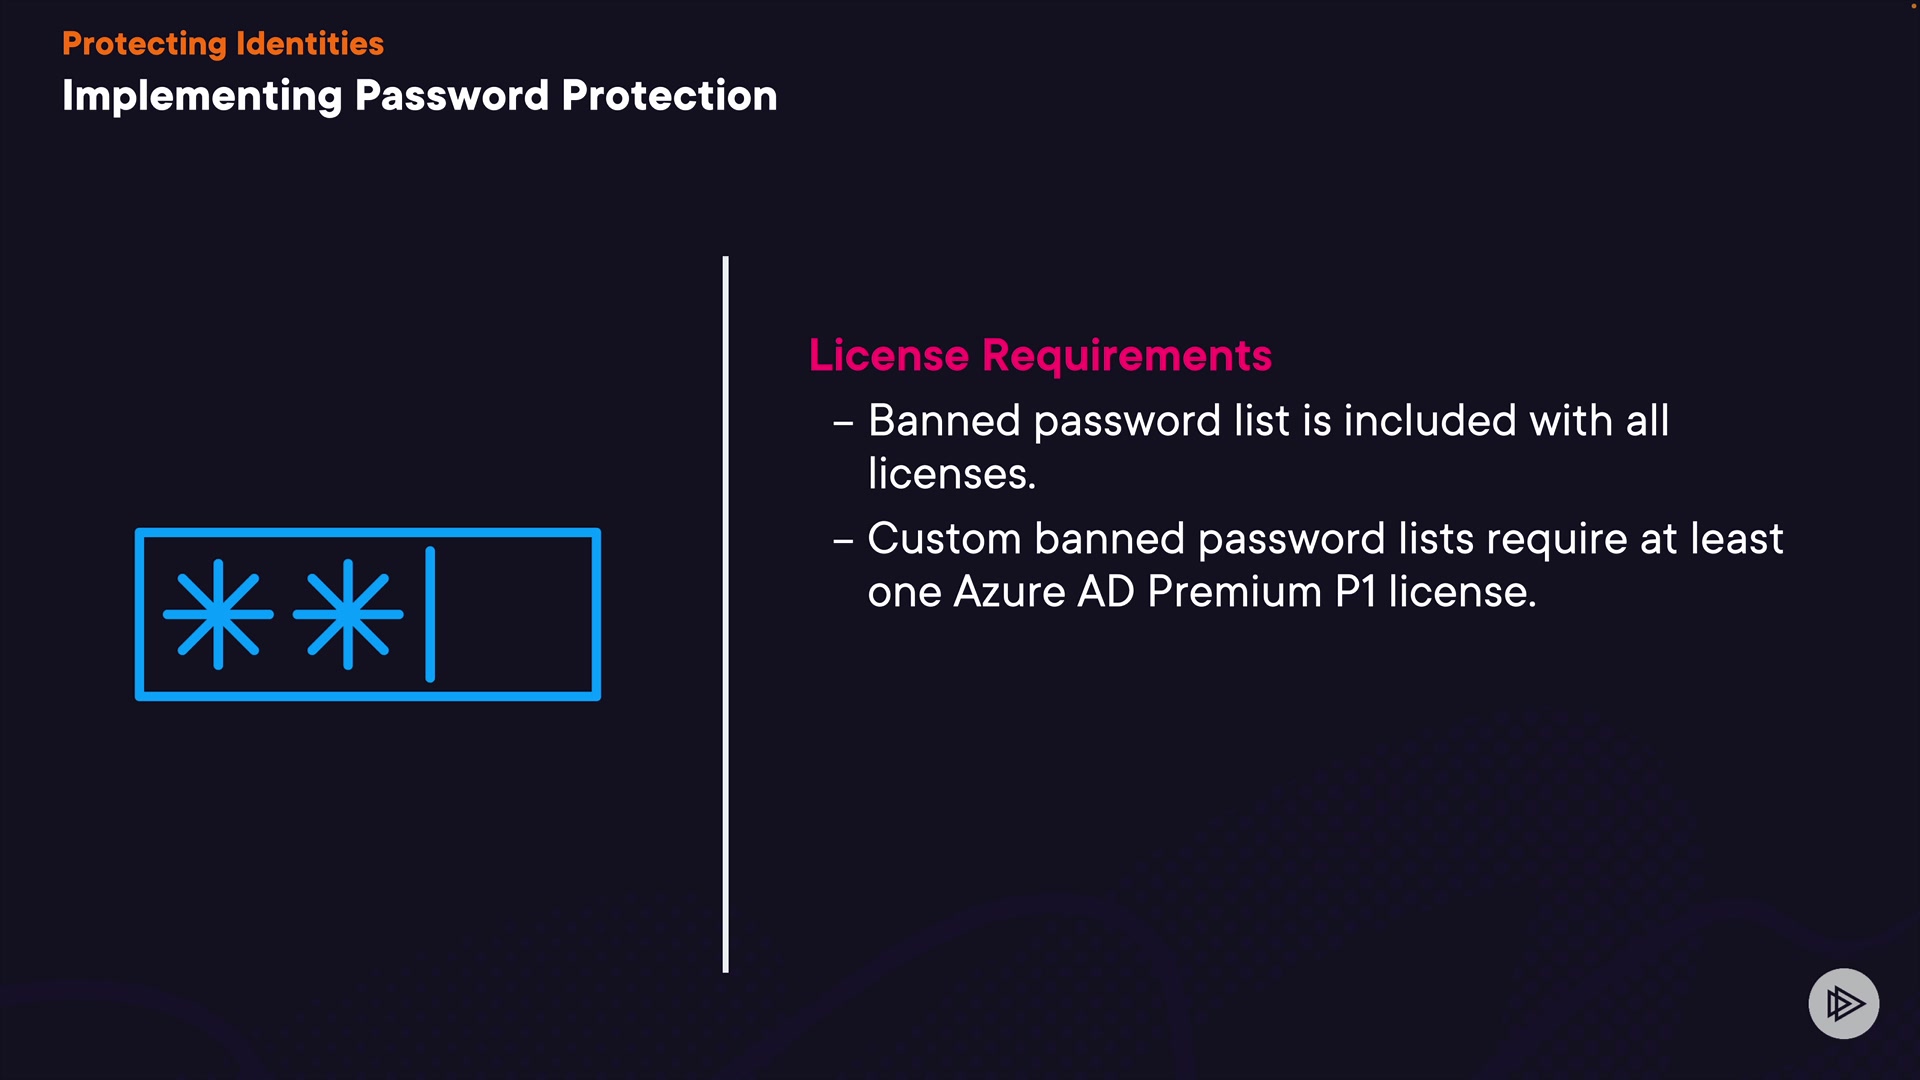 Protecting Identities
Implementing Password Protection
License Requirements
– Banned password list is included with all
licenses.
– Custom banned password lists require at least
one Azure AD Premium P1 license.